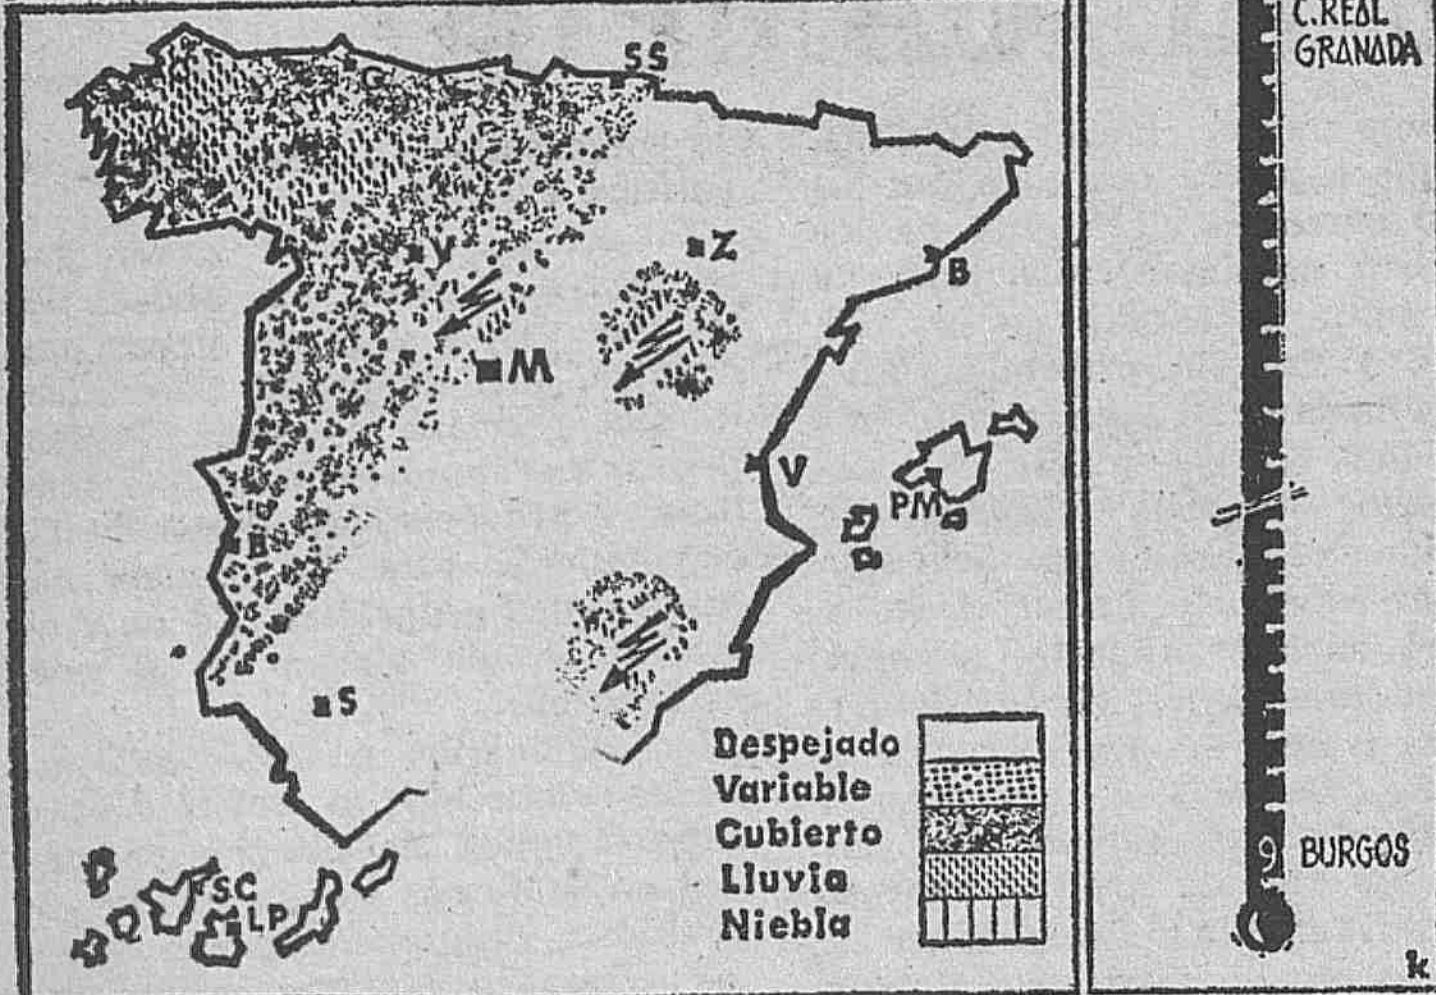 C
G
SS
V
Z
B
M
V
PM
B
S
SC
LP
Despejado
Variable
Cubierto
Lluvia
Niebla
C.REAL
GRANADA
9 BURGOS
k